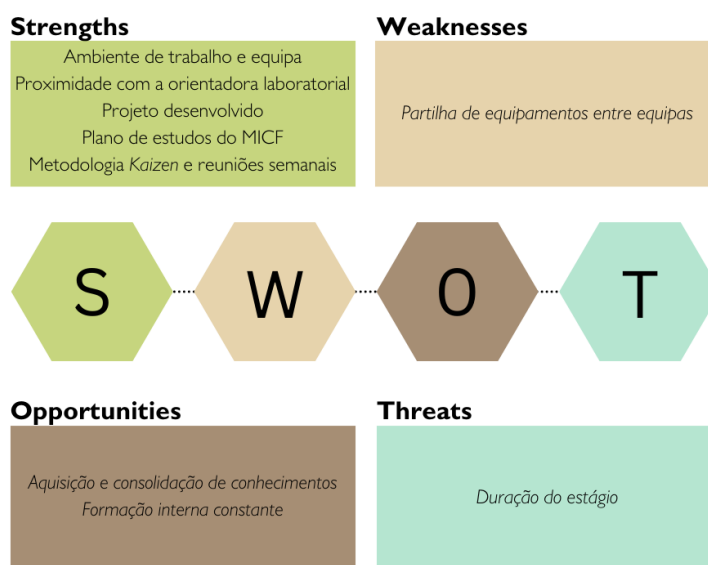 Strengths
Ambiente de trabalho e equipa
Proximidade com a orientadora laboratorial
Projeto desenvolvido
Plano de estudos do MICF
Metodologia Kaizen e reuniões semanais
Weaknesses
Partilha de equipamentos entre equipas
S W O T
Opportunities
Aquisição e consolidação de conhecimentos
Formação interna constante
Threats
Duração do estágio